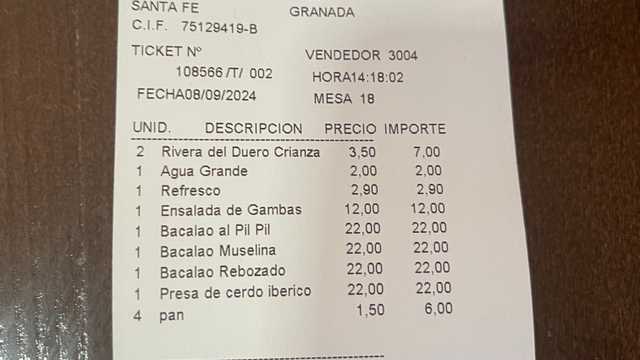 SANTA FE GRANADA
C.I.F. 75129419-B
TICKET Nº VENDEDOR 3004
108566 /T/ 002 HORA14:18:02
FECHA08/09/2024 MESA 18
UNID. DESCRIPCION PRECIO IMPORTE
2 Rivera del Duero Crianza 3,50 7,00
1 Agua Grande 2,00 2,00
1 Refresco 2,90 2,90
1 Ensalada de Gambas 12,00 12,00
1 Bacalao al Pil Pil 22,00 22,00
1 Bacalao Muselina 22,00 22,00
1 Bacalao Rebozado 22,00 22,00
1 Presa de cerdo iberico 22,00 22,00
4 pan 1,50 6,00